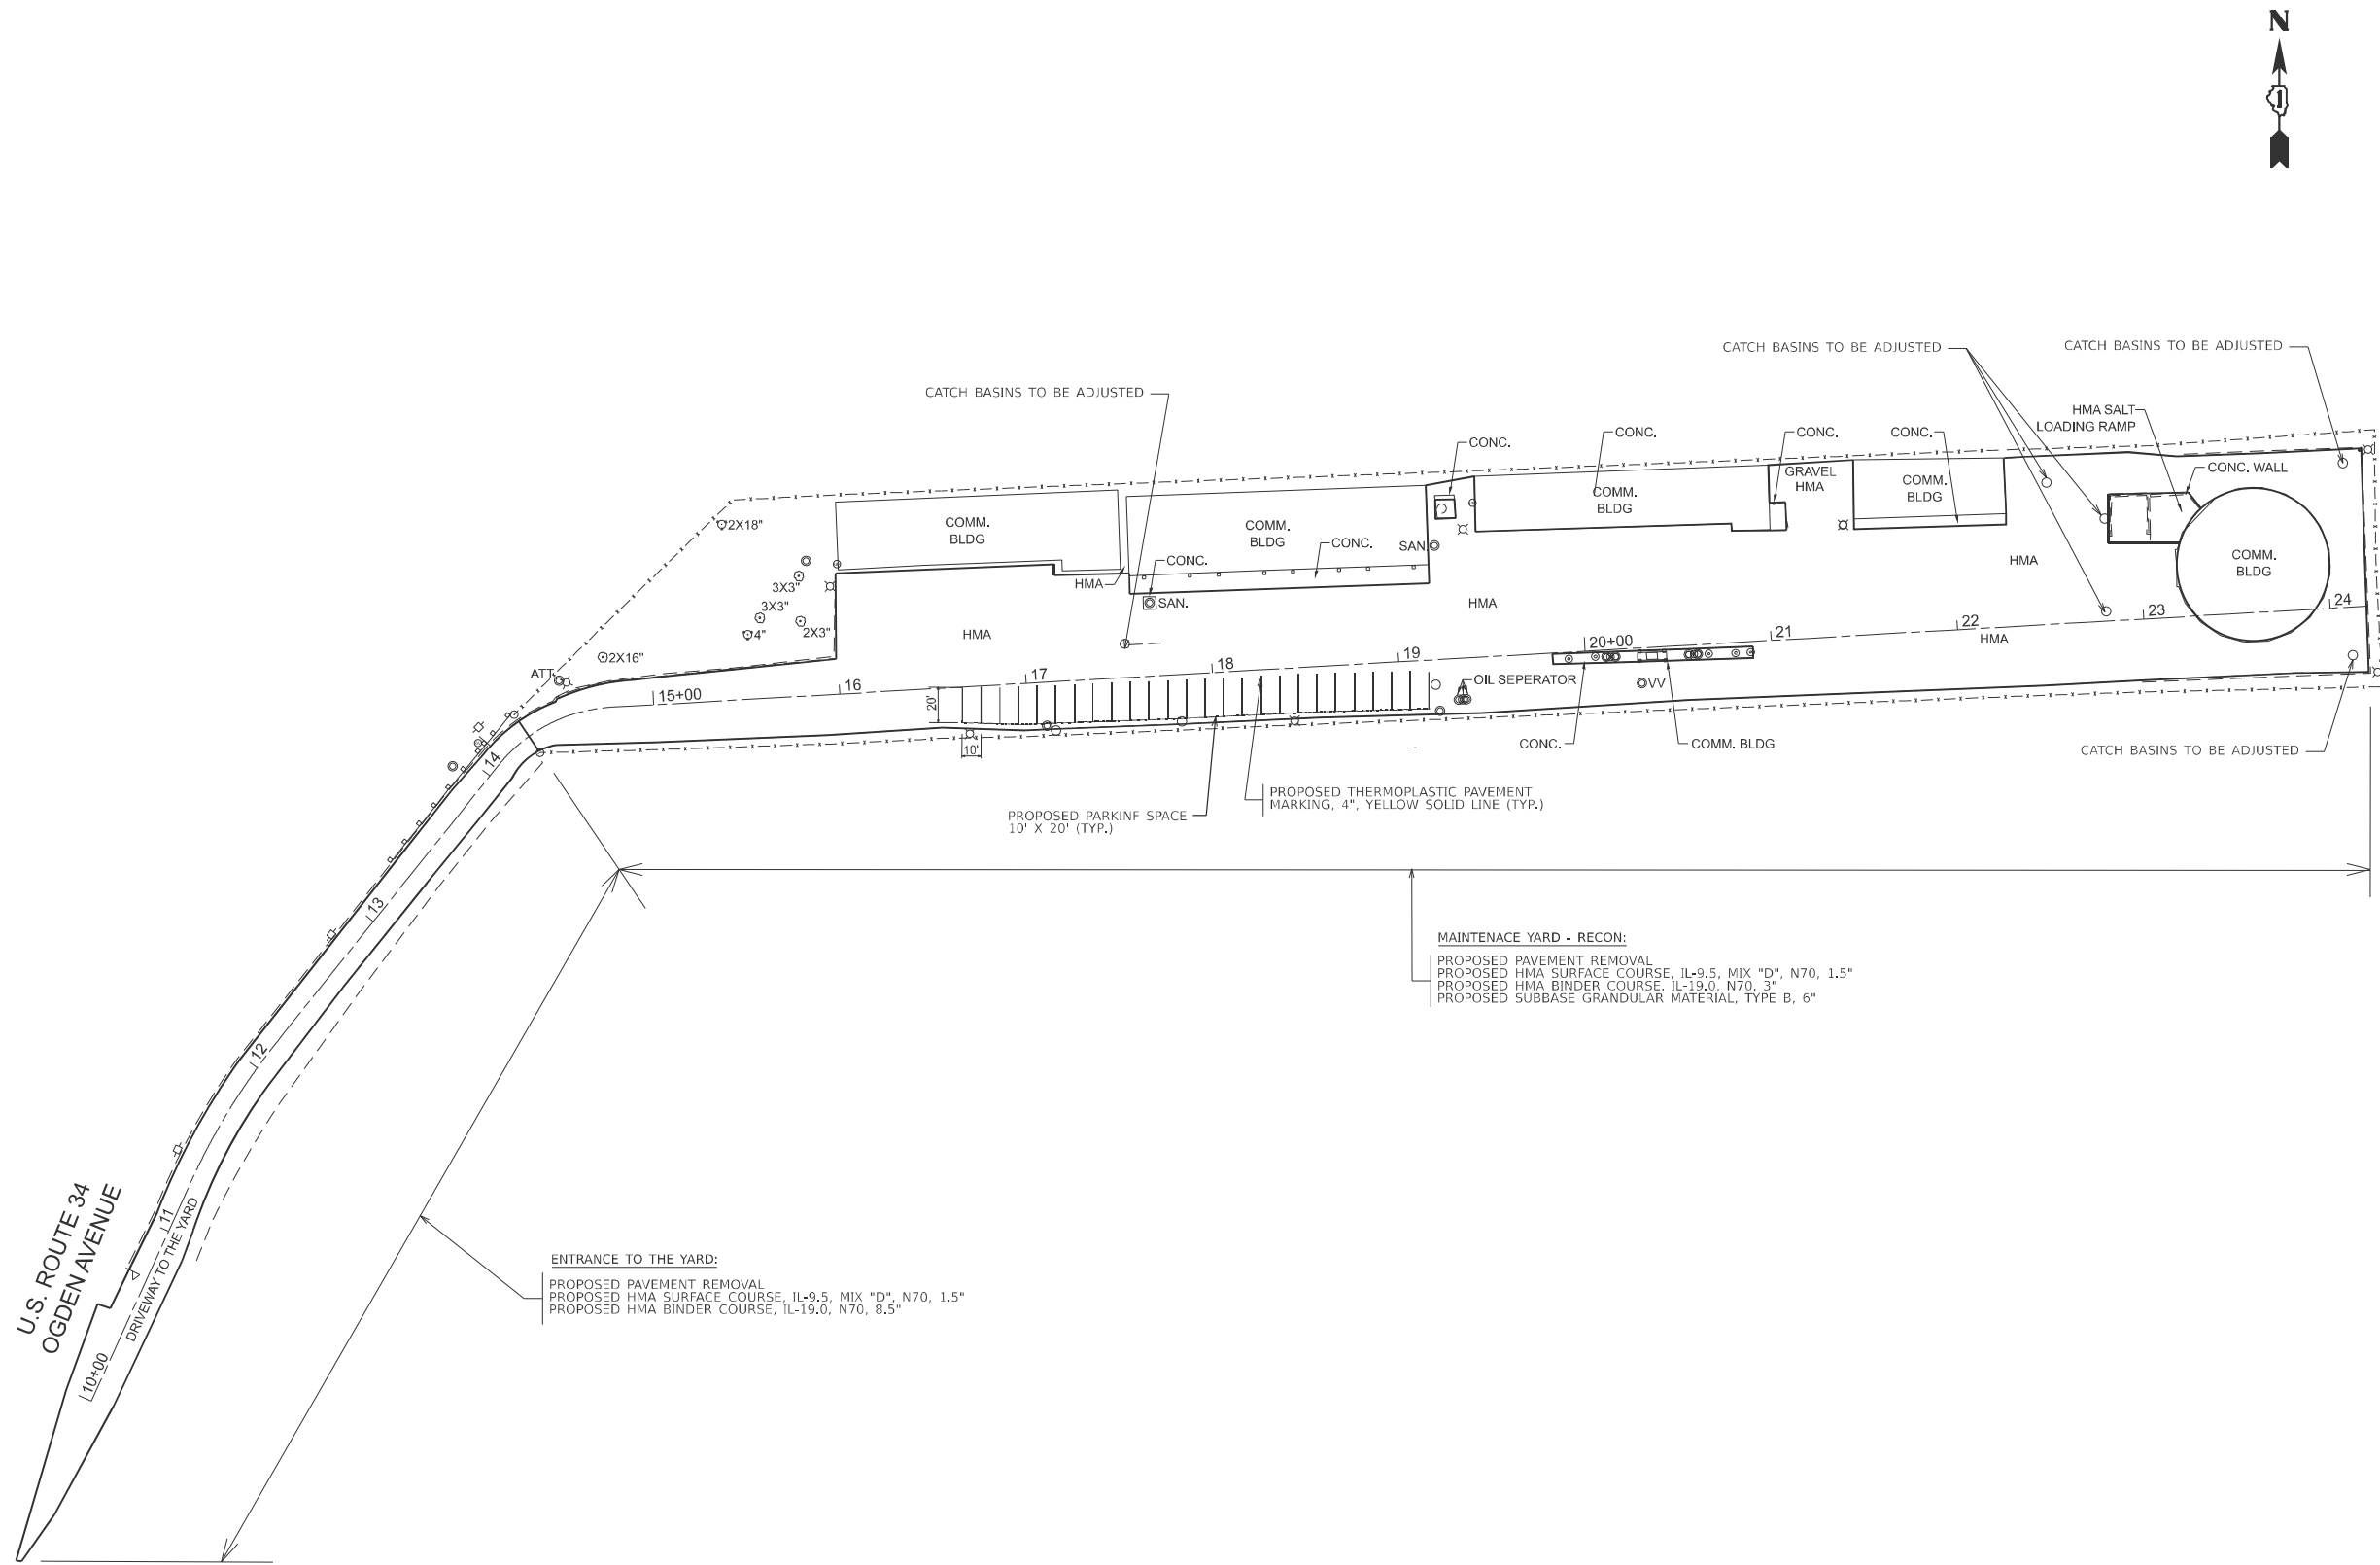 N
1
CATCH BASINS TO BE ADJUSTED
CATCH BASINS TO BE ADJUSTED
CATCH BASINS TO BE ADJUSTED
HMA SALT
LOADING RAMP
CONC.
CONC.
CONC.
CONC.
CONC. WALL
GRAVEL
HMA
COMM.
BLDG
COMM.
BLDG
COMM.
BLDG
COMM.
BLDG
COMM.
BLDG
2X18"
CONC.
CONC.
SAN.
HMA
HMA
SAN.
HMA
HMA
3X3"
3X3"
4"
2X3"
2X16"
ATT.
HMA
15+00
16
17
18
19
20+00
21
22
23
24
20'
10'
OIL SEPERATOR
VV
CONC.
COMM. BLDG
CATCH BASINS TO BE ADJUSTED
PROPOSED THERMOPLASTIC PAVEMENT
MARKING, 4", YELLOW SOLID LINE (TYP.)
PROPOSED PARKINF SPACE
10' X 20' (TYP.)
14
13
12
11
10+00
DRIVEWAY TO THE YARD
U.S. ROUTE 34
OGDEN AVENUE
MAINTENACE YARD - RECON:
PROPOSED PAVEMENT REMOVAL
PROPOSED HMA SURFACE COURSE, IL-9.5, MIX "D", N70, 1.5"
PROPOSED HMA BINDER COURSE, IL-19.0, N70, 3"
PROPOSED SUBBASE GRANDULAR MATERIAL, TYPE B, 6"
ENTRANCE TO THE YARD:
PROPOSED PAVEMENT REMOVAL
PROPOSED HMA SURFACE COURSE, IL-9.5, MIX "D", N70, 1.5"
PROPOSED HMA BINDER COURSE, IL-19.0, N70, 8.5"